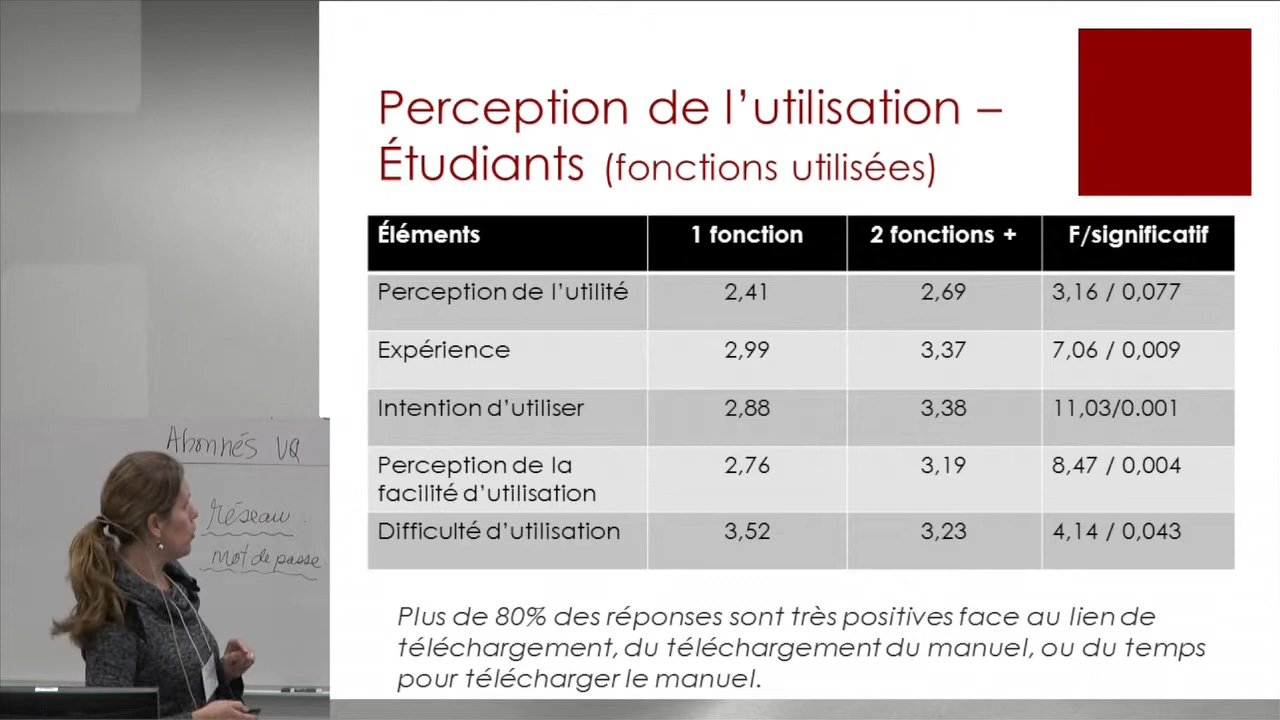 Perception de l’utilisation –
Étudiants (fonctions utilisées)
Éléments 1 fonction 2 fonctions + F/significatif
Perception de l’utilité 2,41 2,69 3,16 / 0,077
Expérience 2,99 3,37 7,06 / 0,009
Intention d’utiliser 2,88 3,38 11,03/0.001
Perception de la
facilité d’utilisation 2,76 3,19 8,47 / 0,004
Difficulté d’utilisation 3,52 3,23 4,14 / 0,043
Plus de 80% des réponses sont très positives face au lien de
téléchargement, du téléchargement du manuel, ou du temps
pour télécharger le manuel.
Abonnés UQ
réseau
mot de passe